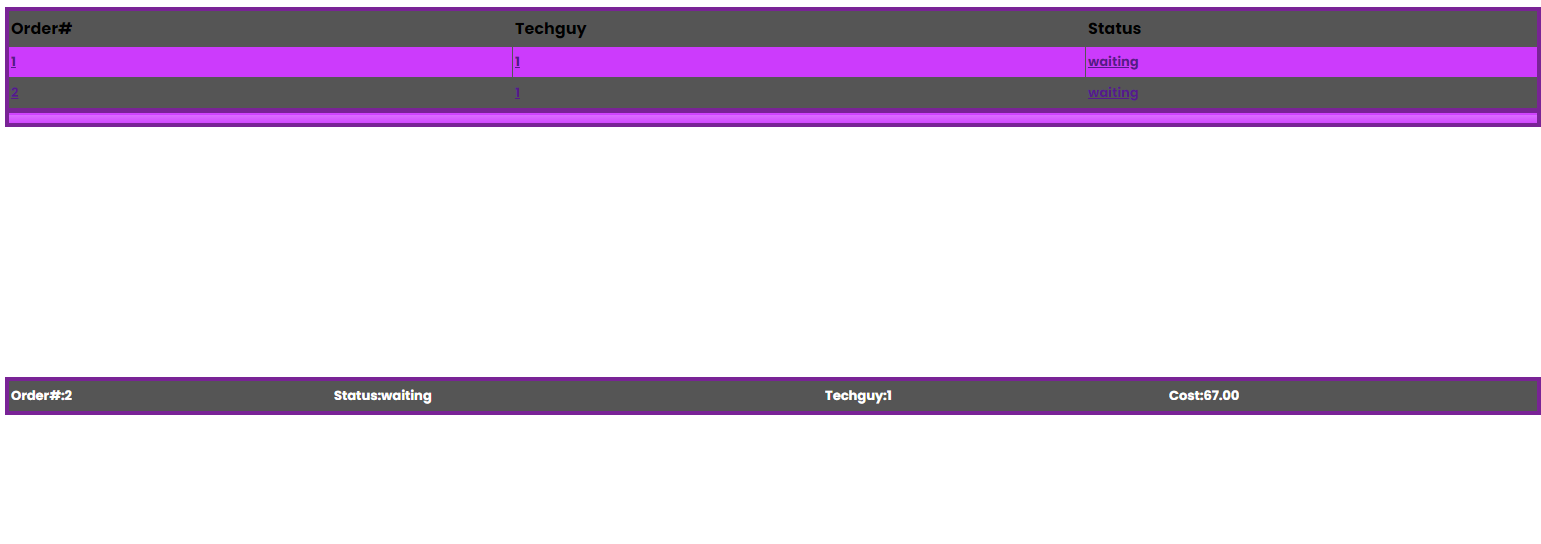 Order# Techguy Status
1 1 waiting
2 1 waiting
Order#:2 Status:waiting Techguy:1 Cost:67.00